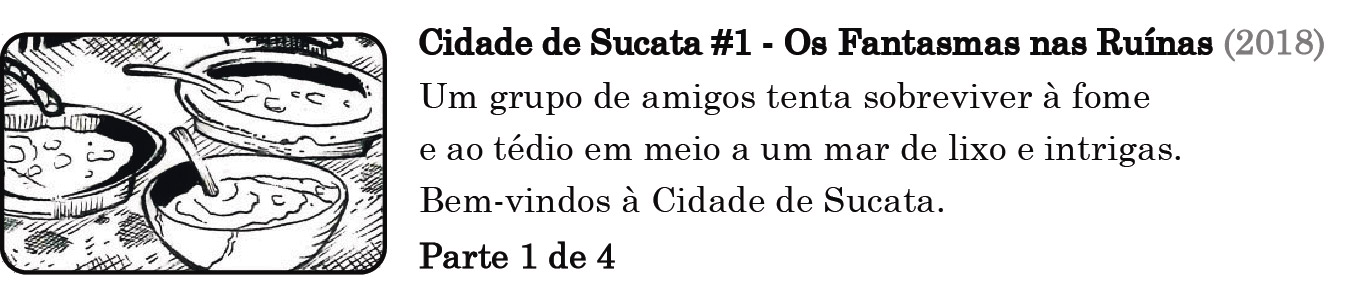 Cidade de Sucata #1 - Os Fantasmas nas Ruínas (2018)
Um grupo de amigos tenta sobreviver à fome
e ao tédio em meio a um mar de lixo e intrigas.
Bem-vindos à Cidade de Sucata.
Parte 1 de 4